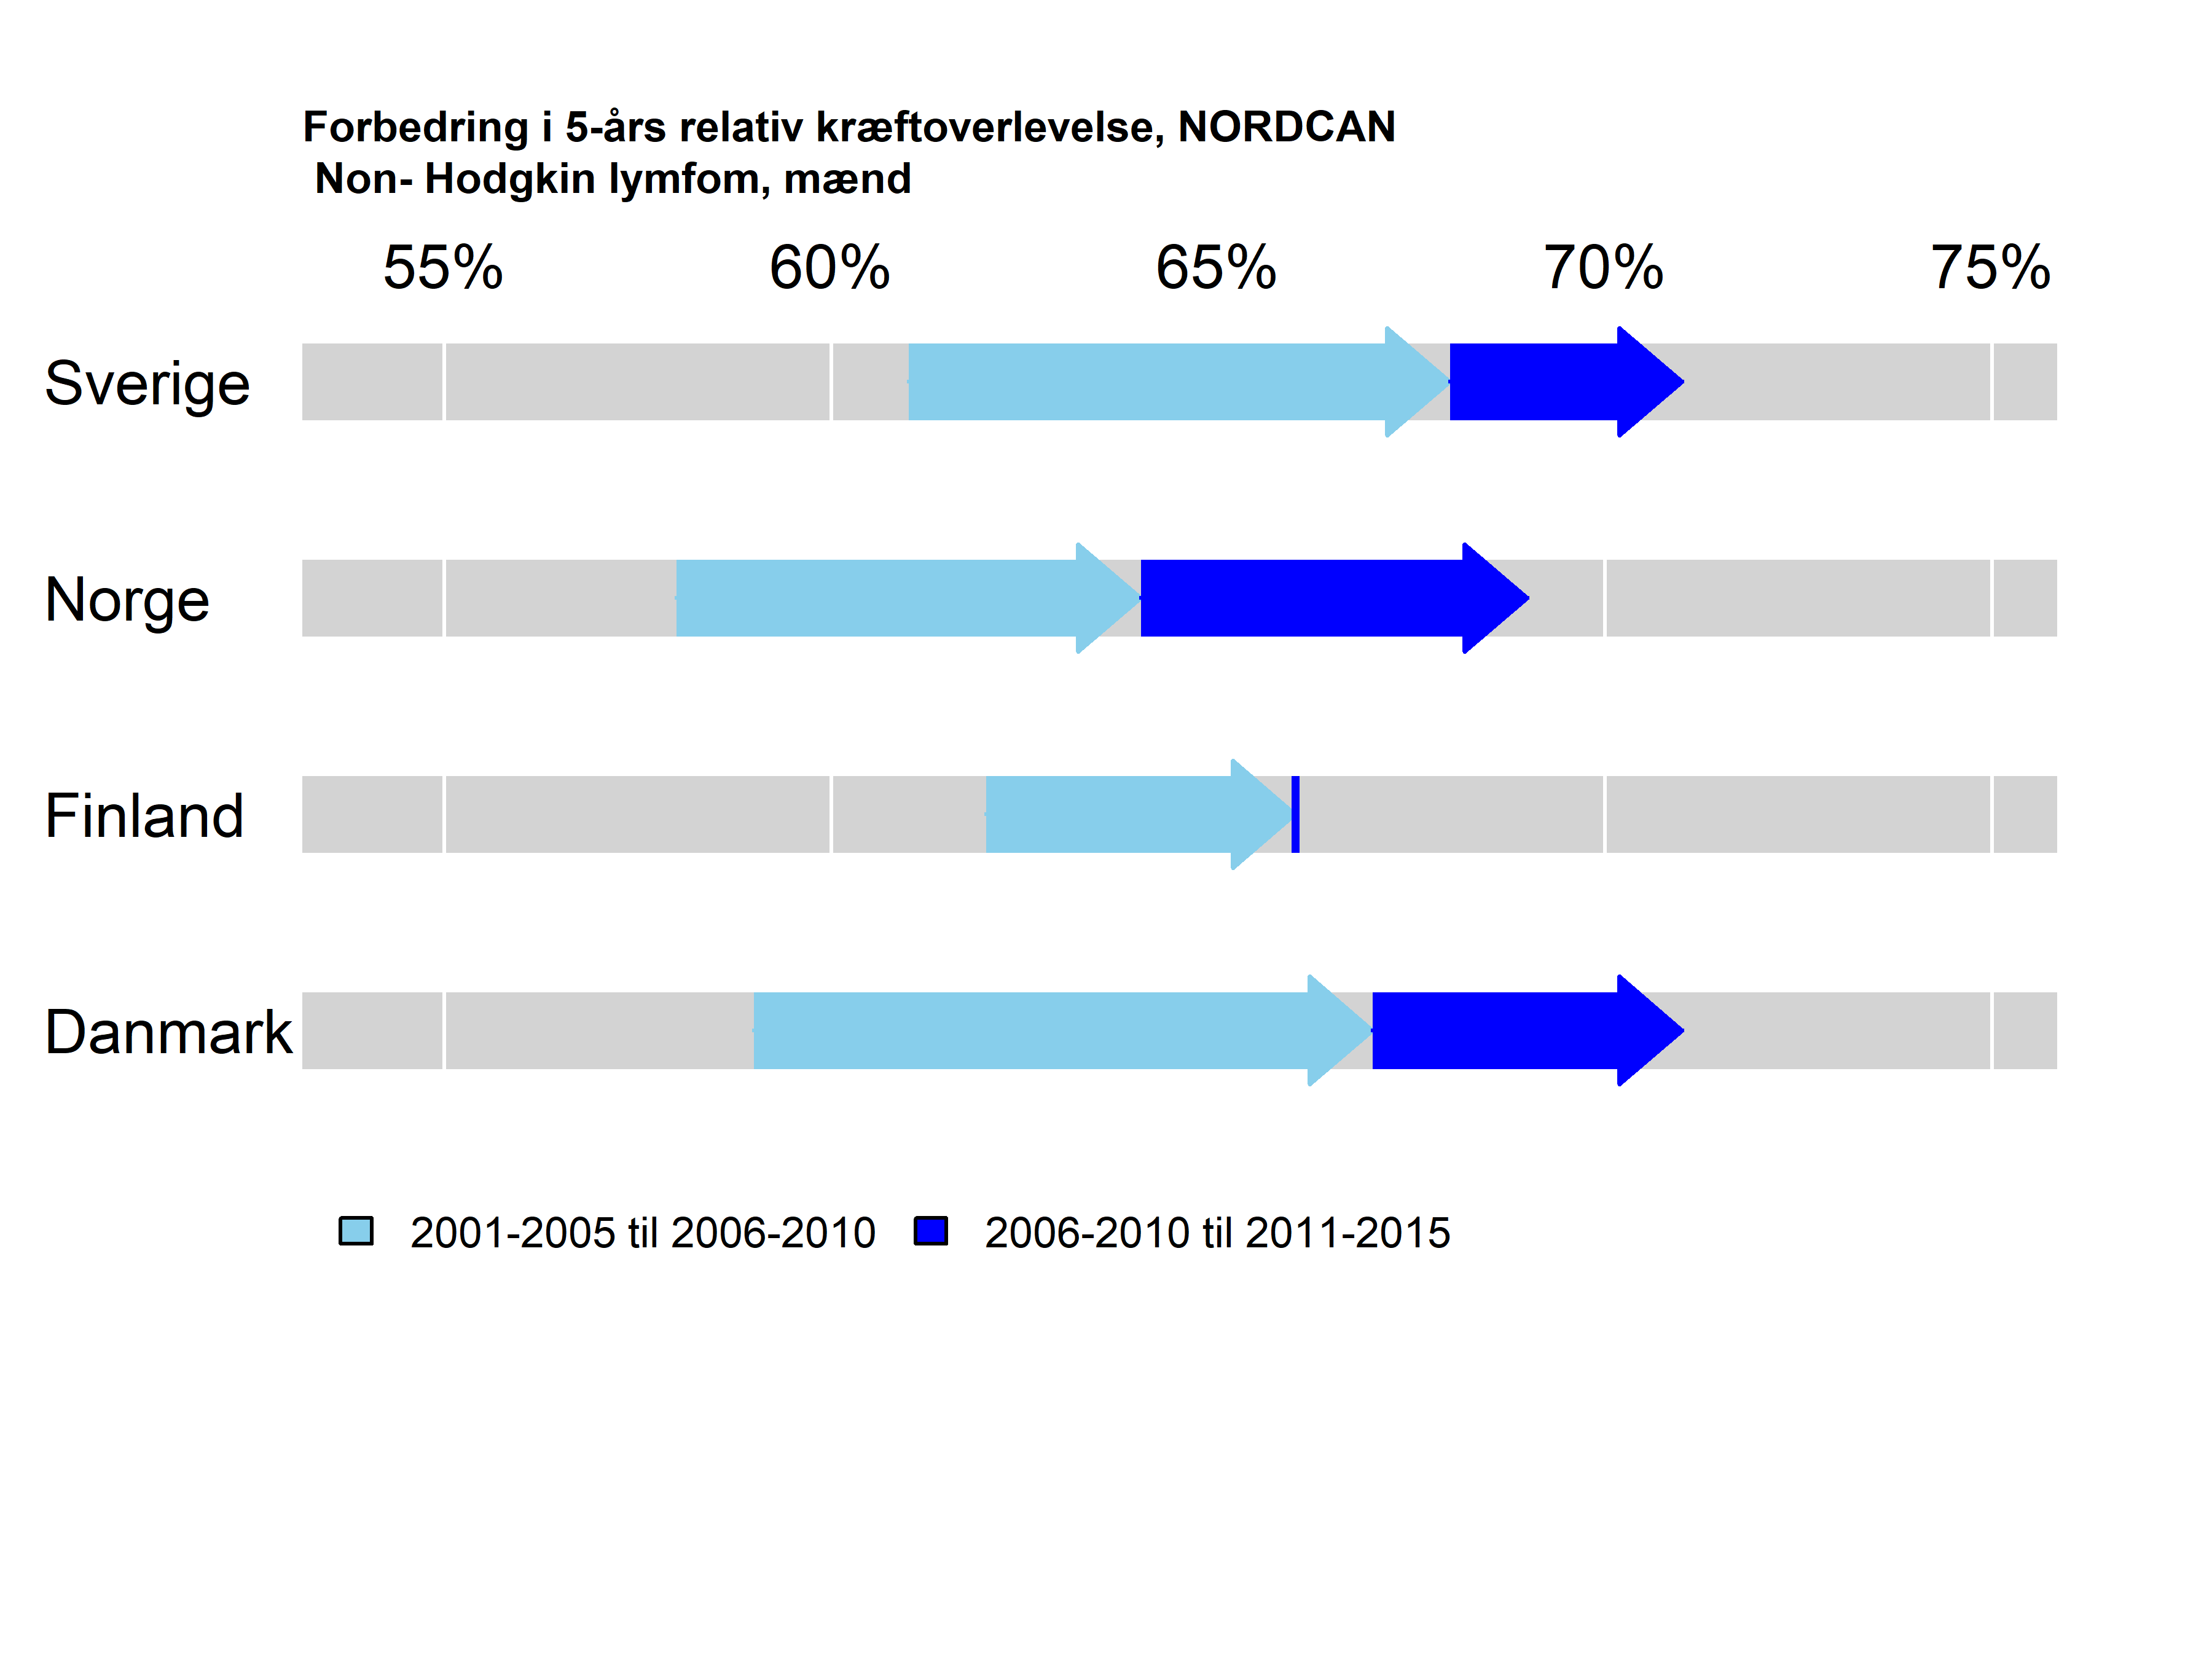 Forbedring i 5-års relativ kræftoverlevelse, NORDCAN
Non- Hodgkin lymfom, mænd
55% 60% 65% 70% 75%
Sverige
Norge
Finland
Danmark
2001-2005 til 2006-2010 2006-2010 til 2011-2015